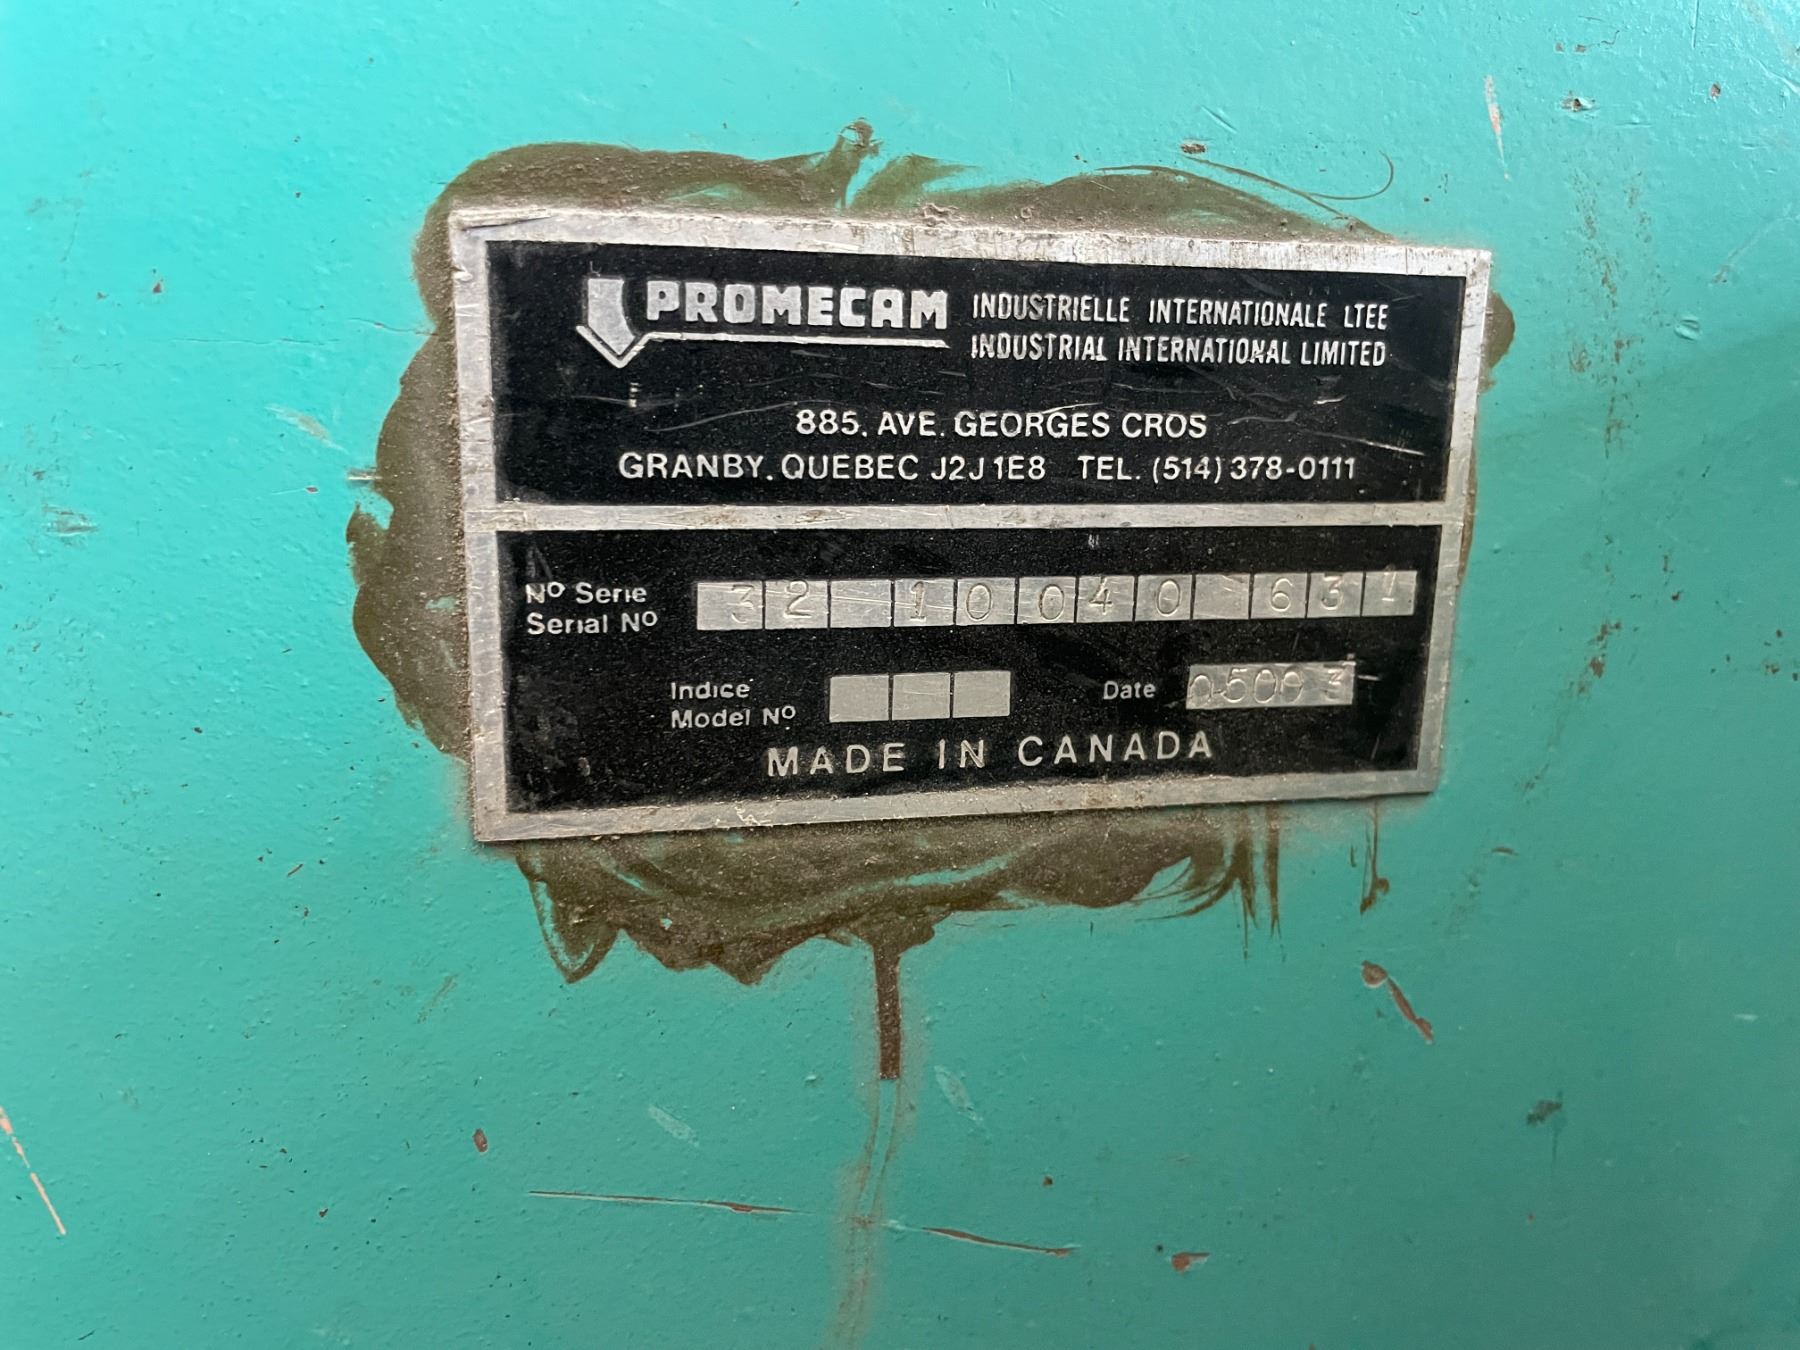 PROMECAM INDUSTRIELLE INTERNATIONALE LTEE
INDUSTRIAL INTERNATIONAL LIMITED
885. AVE. GEORGES CROS
GRANBY. QUEBEC J2J 1E8 TEL. (514) 378-0111
Nº Serie
Serial Nº
32 10040 631
Indice
Model Nº
Date 05003
MADE IN CANADA